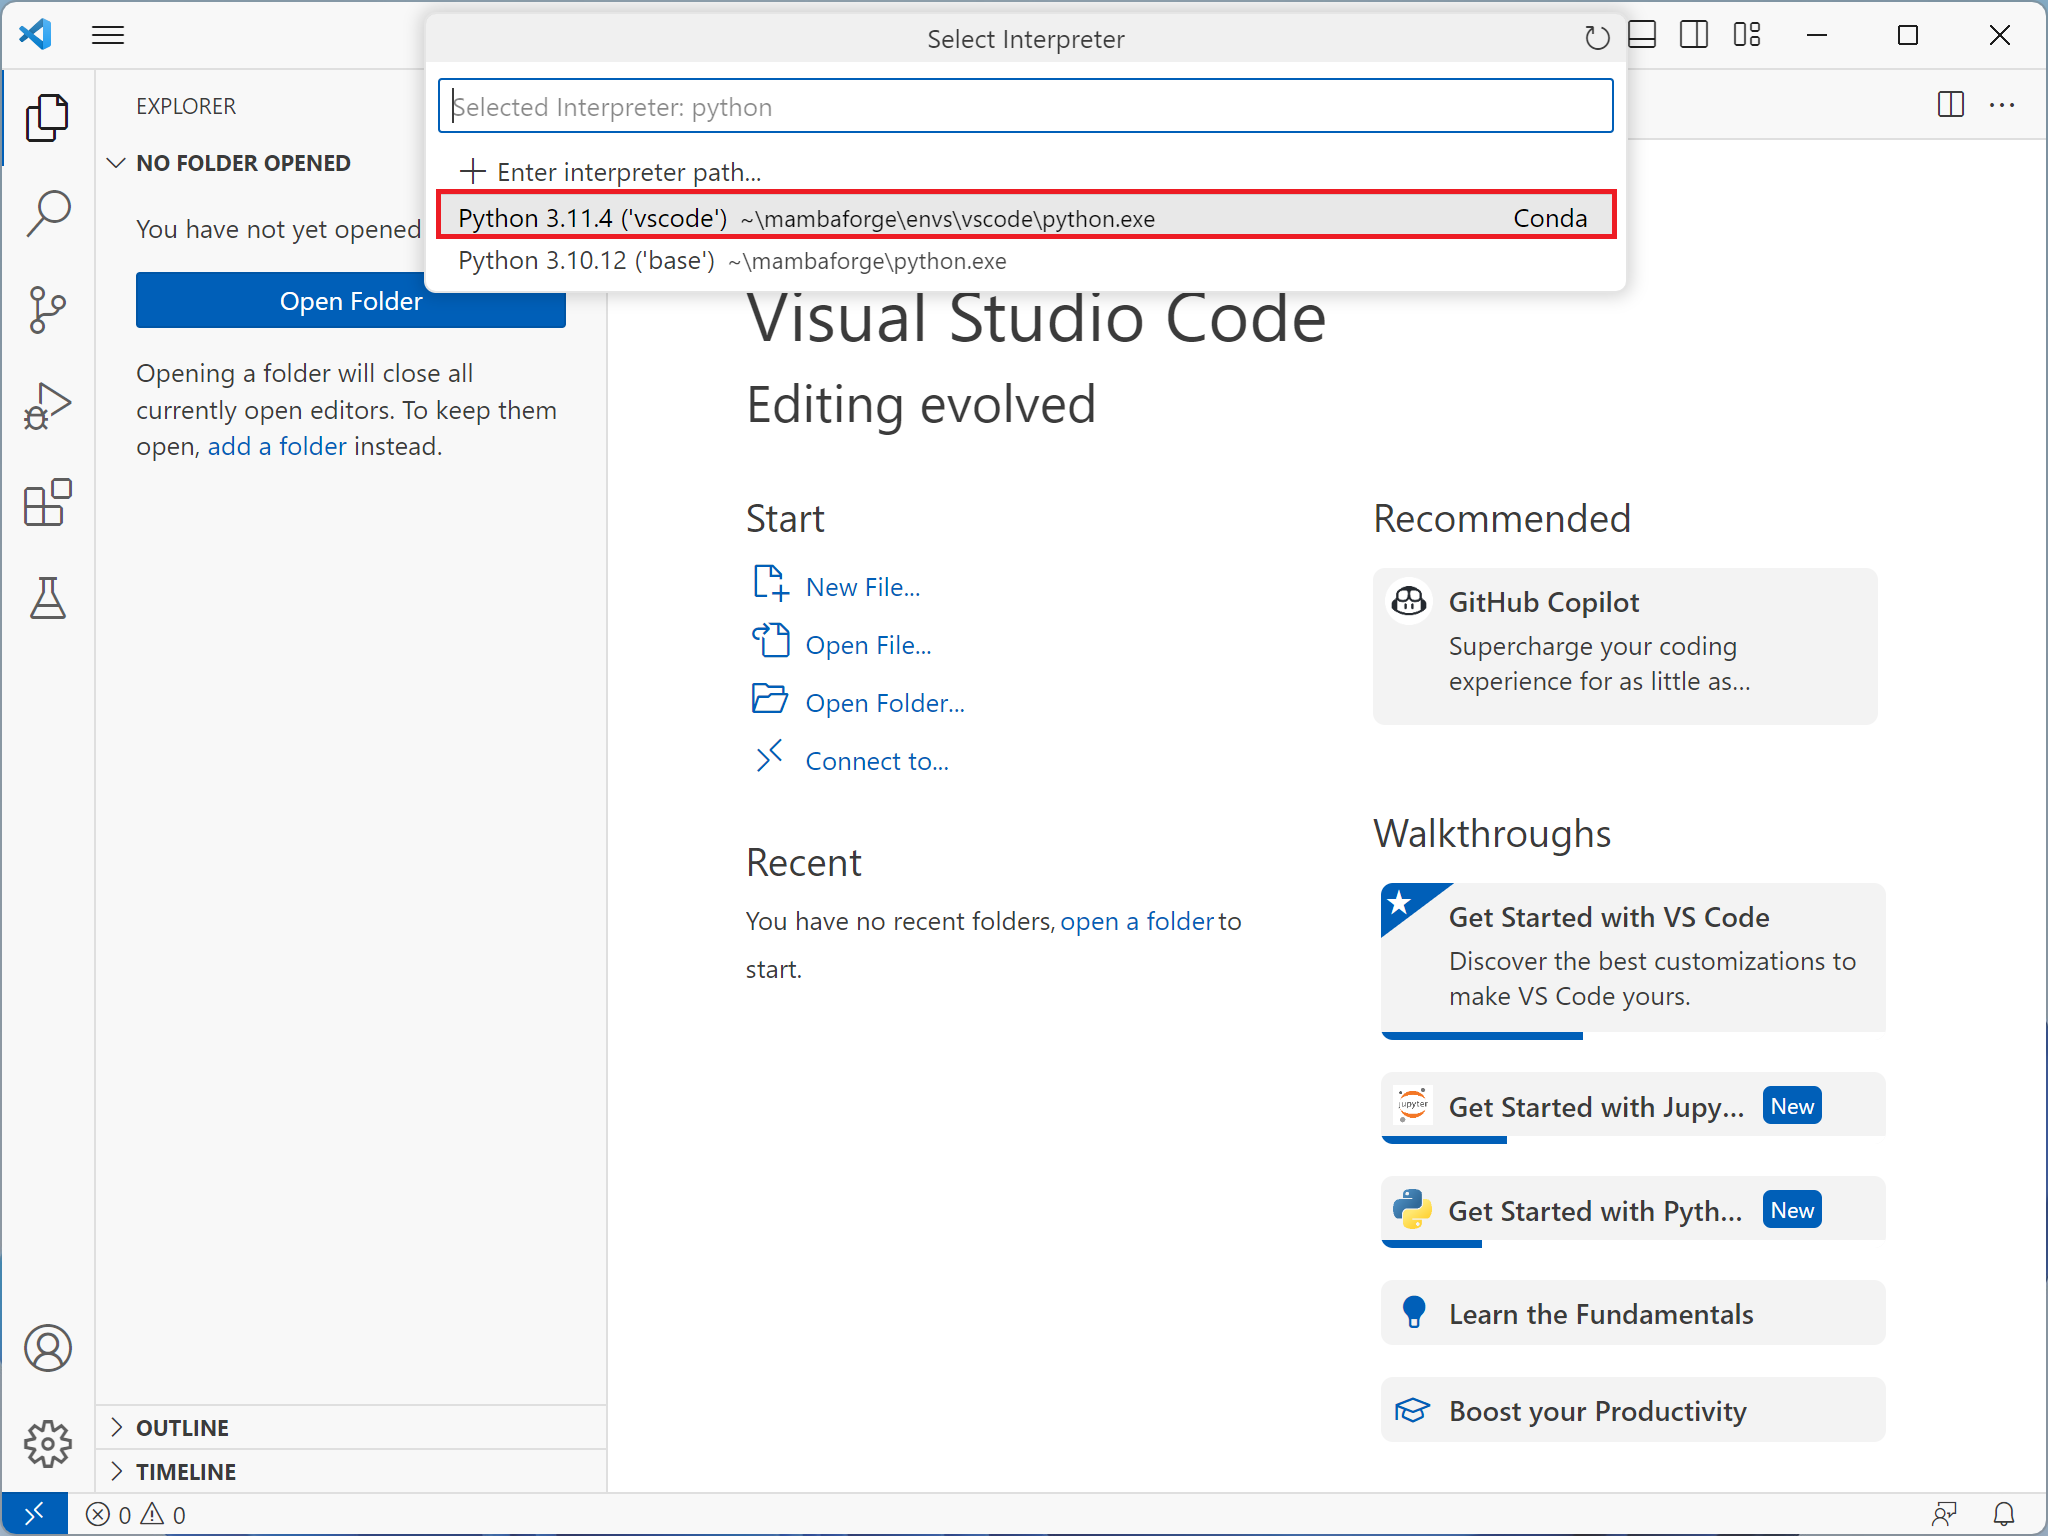 Select Interpreter
Selected Interpreter: python
Enter interpreter path...
Python 3.11.4 ('vscode') ~\mambaforge\envs\vscode\python.exe Conda
Python 3.10.12 ('base') ~\mambaforge\python.exe
EXPLORER
NO FOLDER OPENED
You have not yet opened
Open Folder
Opening a folder will close all
currently open editors. To keep them
open, add a folder instead.
OUTLINE
TIMELINE
Visual Studio Code
Editing evolved
Start
New File...
Open File...
Open Folder...
Connect to...
Recent
You have no recent folders, open a folder to
start.
Recommended
GitHub Copilot
Supercharge your coding
experience for as little as...
Walkthroughs
Get Started with VS Code
Discover the best customizations to
make VS Code yours.
jupyter
Get Started with Jupy... New
Get Started with Pyth... New
Learn the Fundamentals
Boost your Productivity
0 0